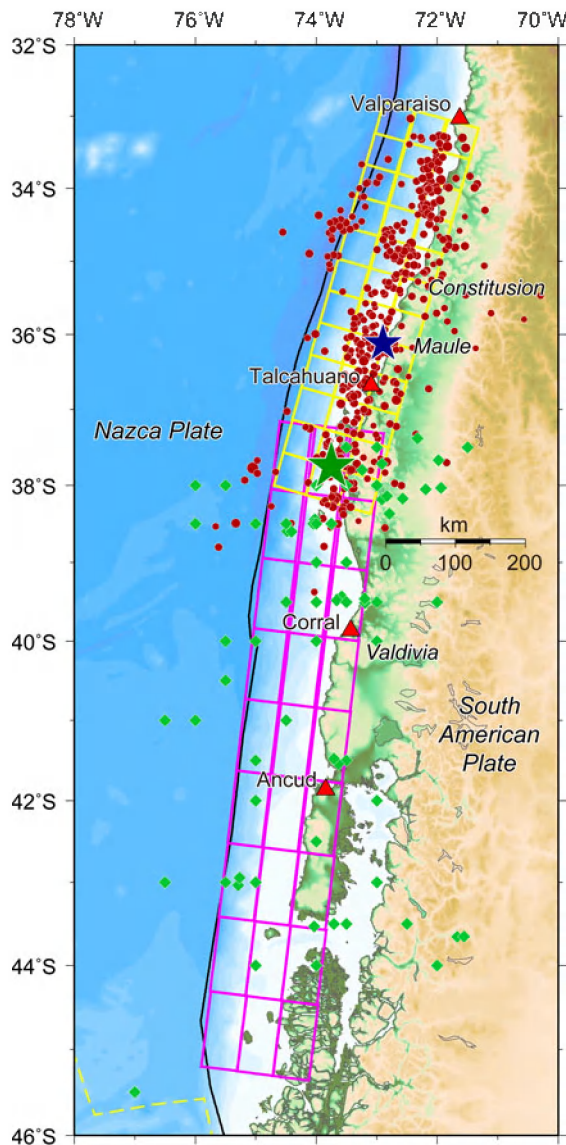 78°W 76°W 74°W 72°W 70°W
32°S
Valparaiso
34°S
Constitusion
36°S
Maule
Talcahuano
Nazca Plate
38°S
km
0 100 200
40°S
Corral
Valdivia
South
American
Plate
Ancud
42°S
44°S
46°S